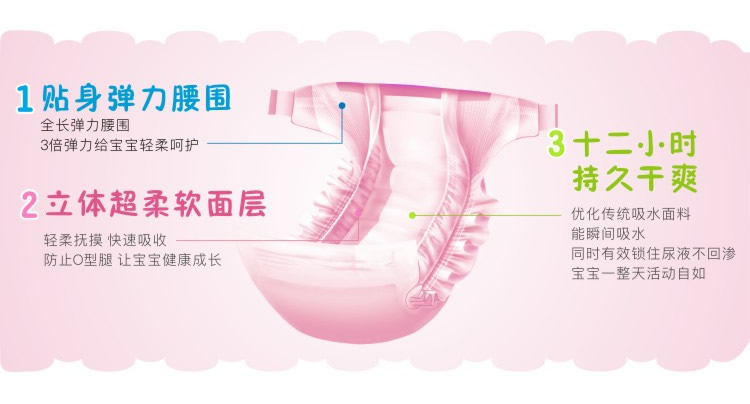 1 贴身弹力腰围
全长弹力腰围
3倍弹力给宝宝轻柔呵护
2 立体超柔软面层
轻柔抚摸 快速吸收
防止O型腿 让宝宝健康成长
3 十二小时
持久干爽
优化传统吸水面料
能瞬间吸水
同时有效锁住尿液不回渗
宝宝一整天活动自如